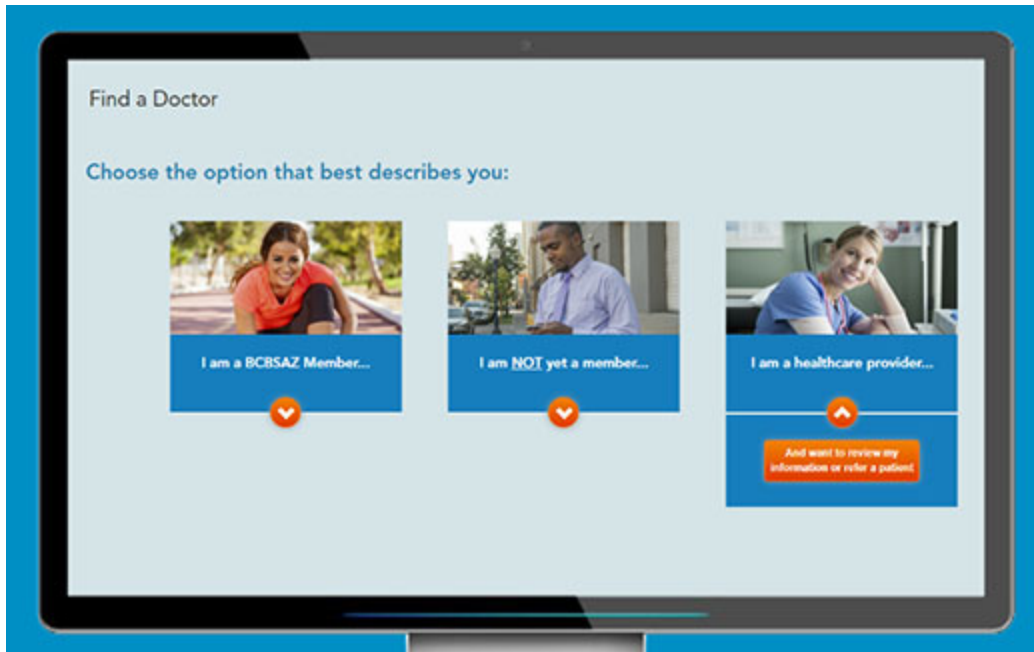 Find a Doctor
Choose the option that best describes you:
I am a BCBSAZ Member...
I am NOT yet a member...
I am a healthcare provider...
And want to review my
information or refer a patient